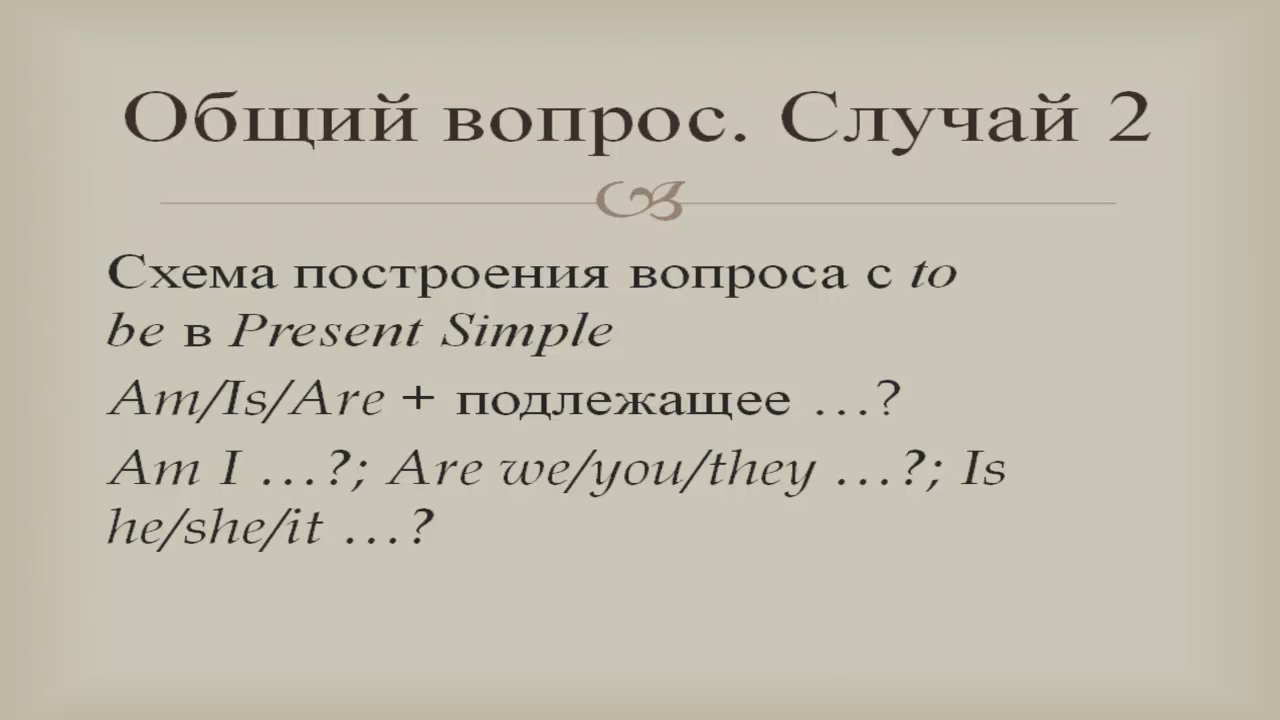 Общий вопрос. Случай 2
Схема построения вопроса с to
be в Present Simple
Am/Is/Are + подлежащее …?
Am I …?; Are we/you/they …?; Is
he/she/it …?